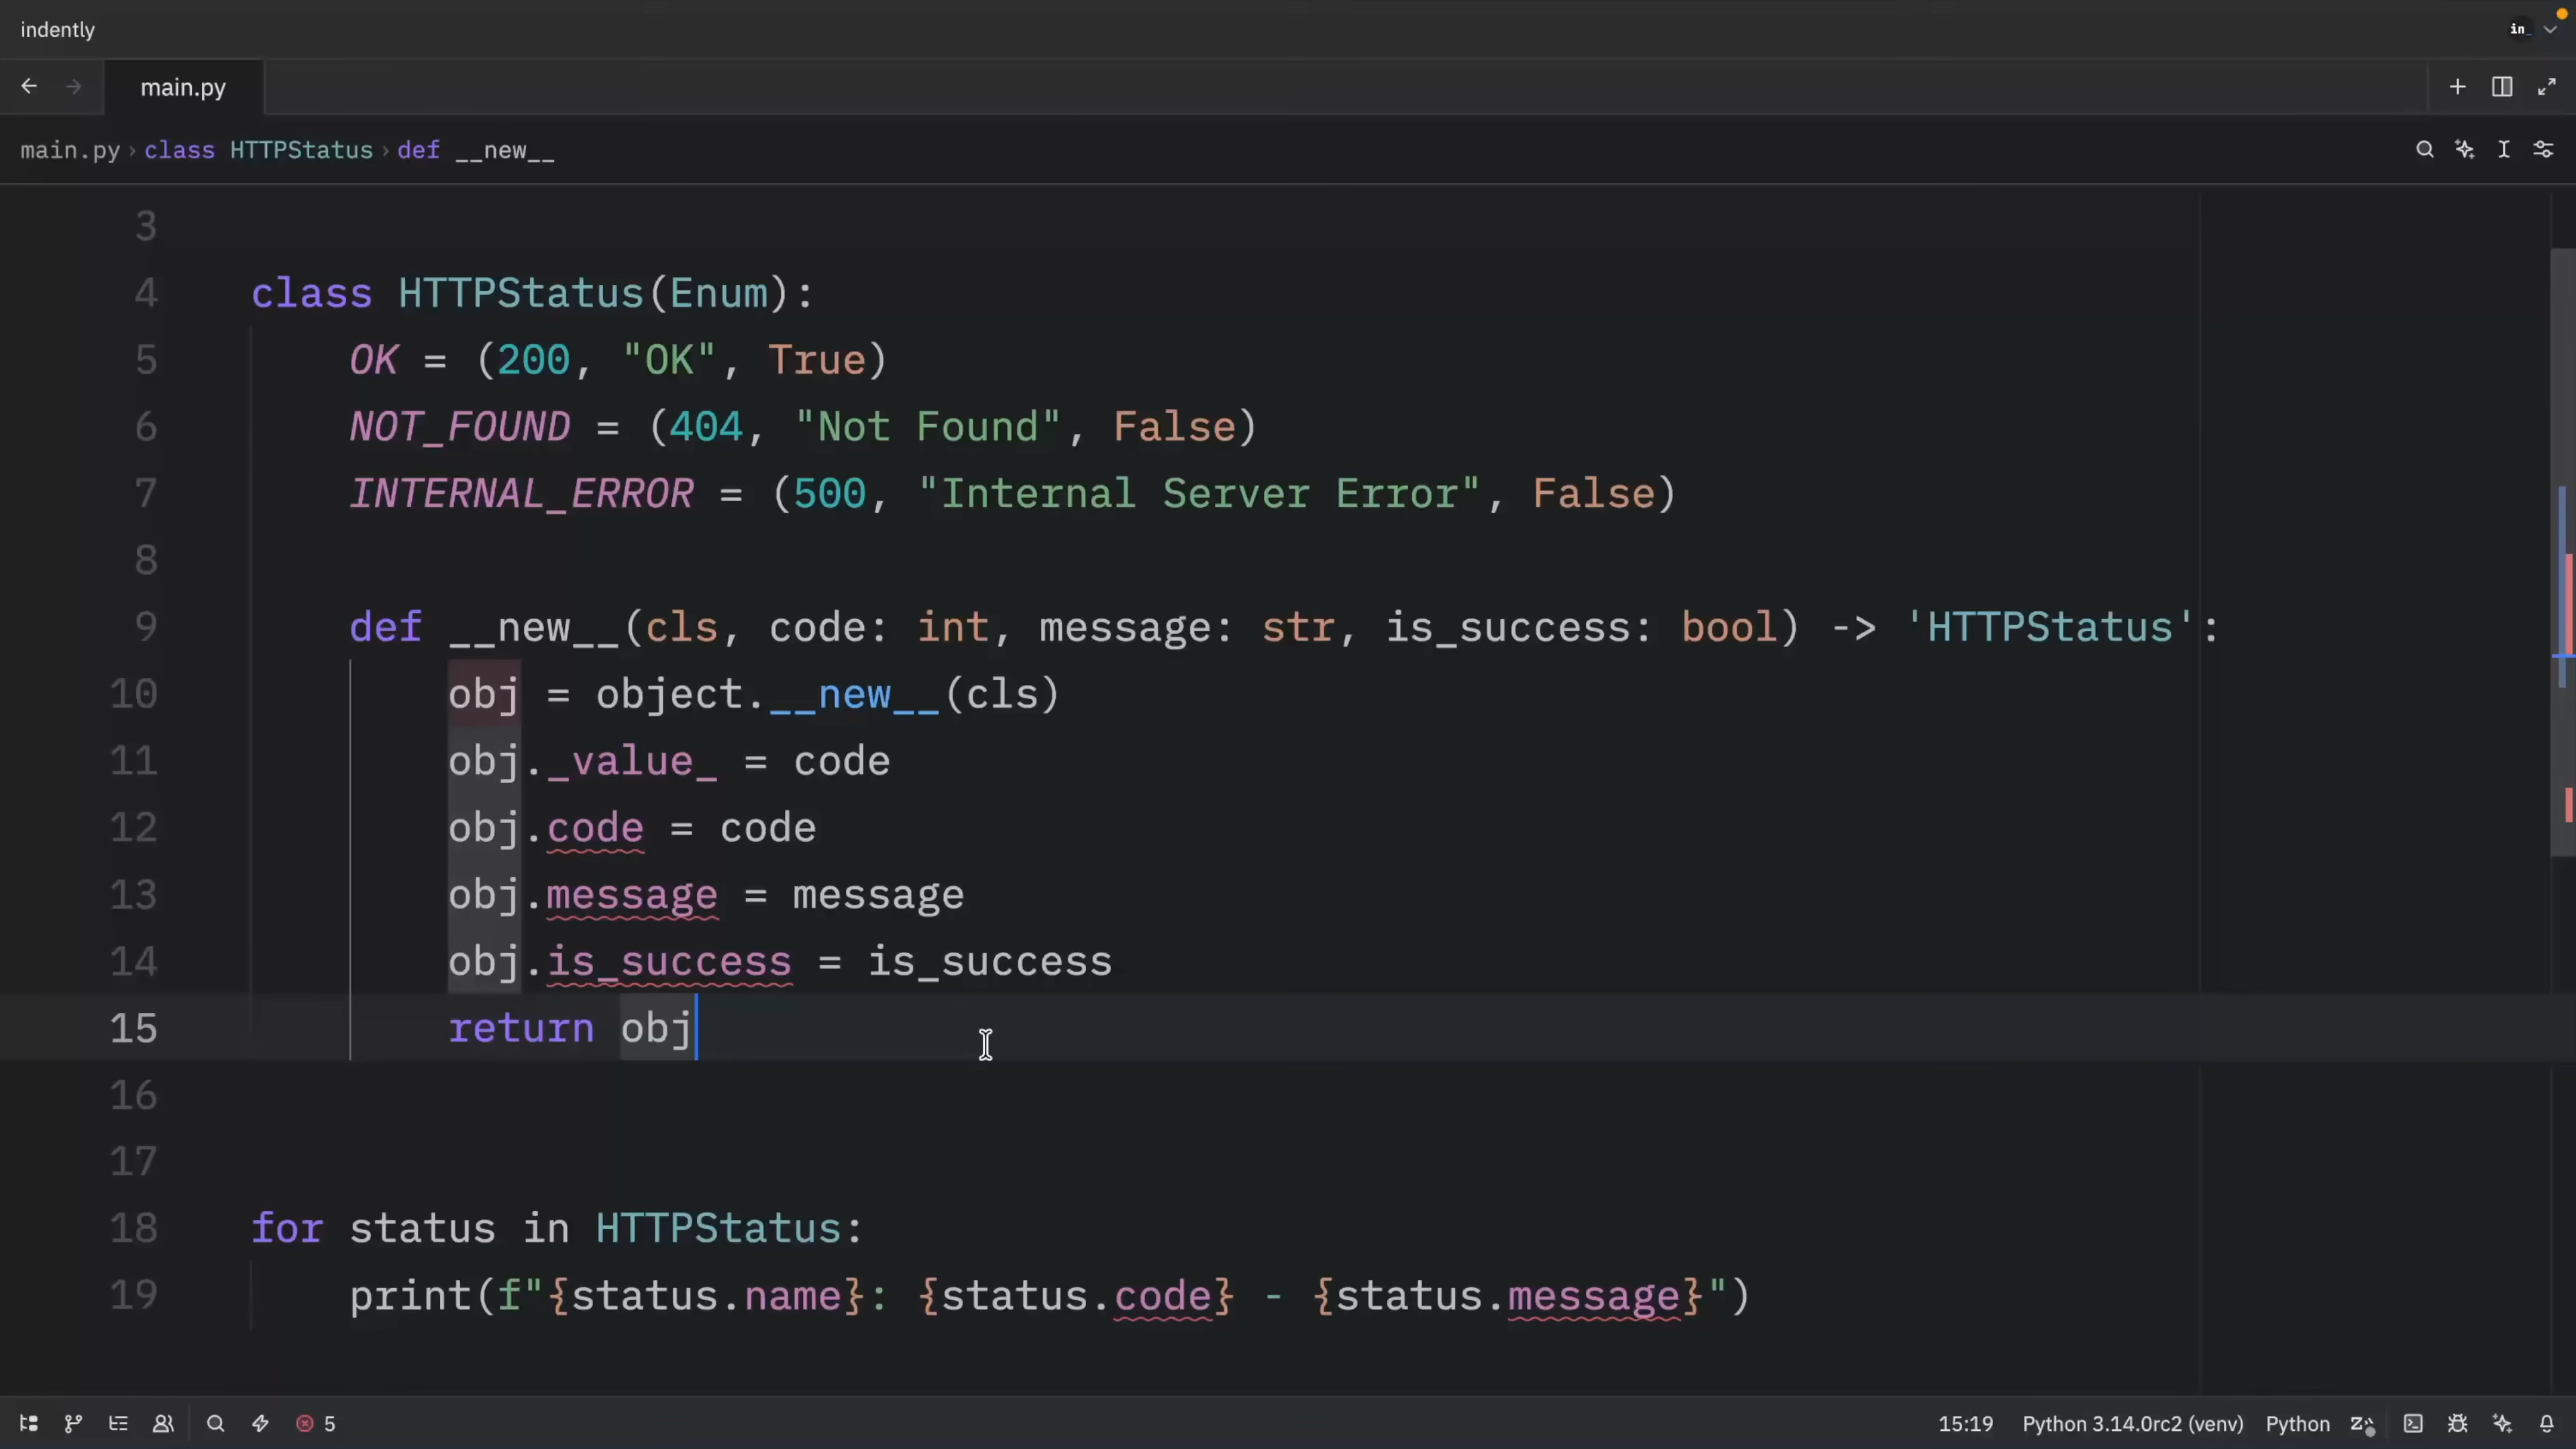 indently
in_
main.py
main.py › class HTTPStatus › def __new__
3
4 class HTTPStatus(Enum):
5 OK = (200, "OK", True)
6 NOT_FOUND = (404, "Not Found", False)
7 INTERNAL_ERROR = (500, "Internal Server Error", False)
8
9 def __new__(cls, code: int, message: str, is_success: bool) -> 'HTTPStatus':
10 obj = object.__new__(cls)
11 obj._value_ = code
12 obj.code = code
13 obj.message = message
14 obj.is_success = is_success
15 return obj
16
17
18 for status in HTTPStatus:
19 print(f"{status.name}: {status.code} - {status.message}")
5 15:19 Python 3.14.0rc2 (venv) Python